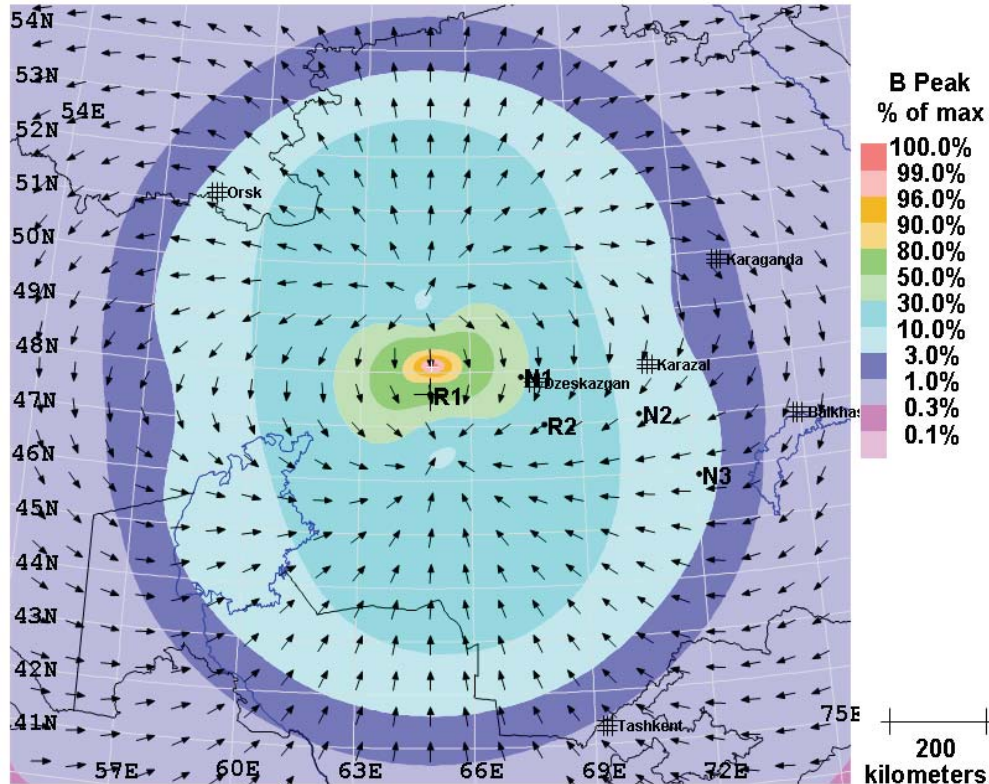 54N
53N
54E
52N
51N
Orsk
50N
Karaganda
49N
48N
Karazal
N1
Dzeskazgan
47N
R1
R2
N2
Balkhas
46N
N3
45N
44N
43N
42N
41N
Tashkent
75E
57E
60E
63E
66E
69E
72E
B Peak
% of max
100.0%
99.0%
96.0%
90.0%
80.0%
50.0%
30.0%
10.0%
3.0%
1.0%
0.3%
0.1%
200
kilometers